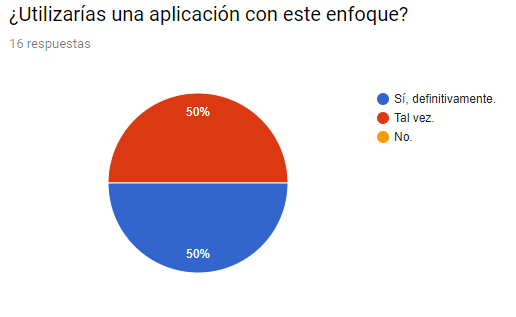 ¿Utilizarías una aplicación con este enfoque?
16 respuestas
50%
50%
Sí, definitivamente.
Tal vez.
No.